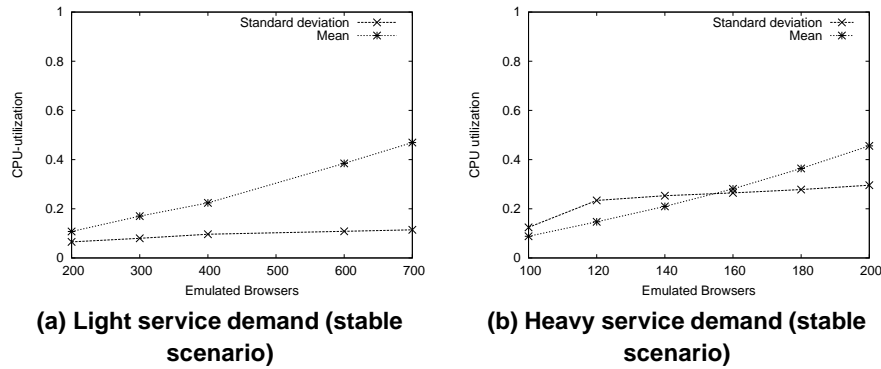 1
0.8
0.6
0.4
0.2
0
200 300 400 500 600 700
CPU-utilization
Emulated Browsers
Standard deviation
Mean
(a) Light service demand (stable
scenario)
1
0.8
0.6
0.4
0.2
0
100 120 140 160 180 200
CPU utilization
Emulated Browsers
Standard deviation
Mean
(b) Heavy service demand (stable
scenario)